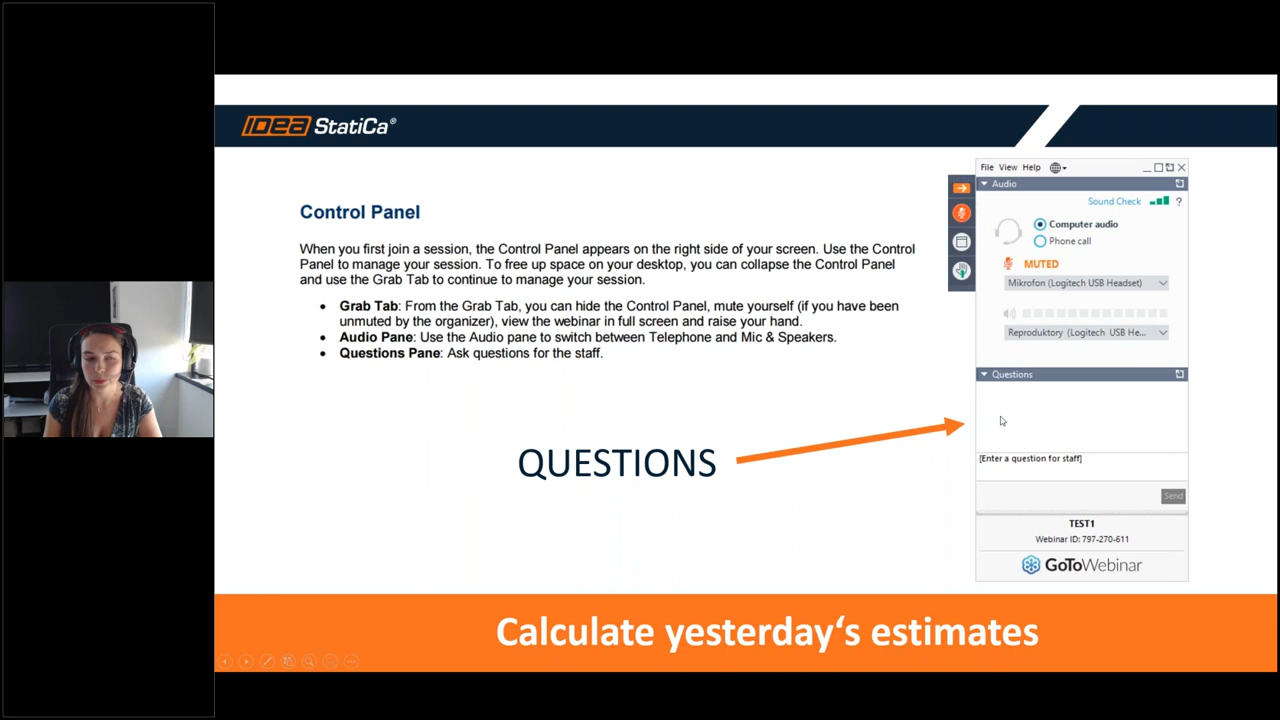 IDEA StatiCa®
Control Panel
When you first join a session, the Control Panel appears on the right side of your screen. Use the Control
Panel to manage your session. To free up space on your desktop, you can collapse the Control Panel
and use the Grab Tab to continue to manage your session.
• Grab Tab: From the Grab Tab, you can hide the Control Panel, mute yourself (if you have been
unmuted by the organizer), view the webinar in full screen and raise your hand.
• Audio Pane: Use the Audio pane to switch between Telephone and Mic & Speakers.
• Questions Pane: Ask questions for the staff.
QUESTIONS
File View Help
Audio
Sound Check ?
Computer audio
Phone call
MUTED
Mikrofon (Logitech USB Headset)
Reproduktory (Logitech USB He...
Questions
[Enter a question for staff]
Send
TEST1
Webinar ID: 797-270-611
GoToWebinar
Calculate yesterday‘s estimates